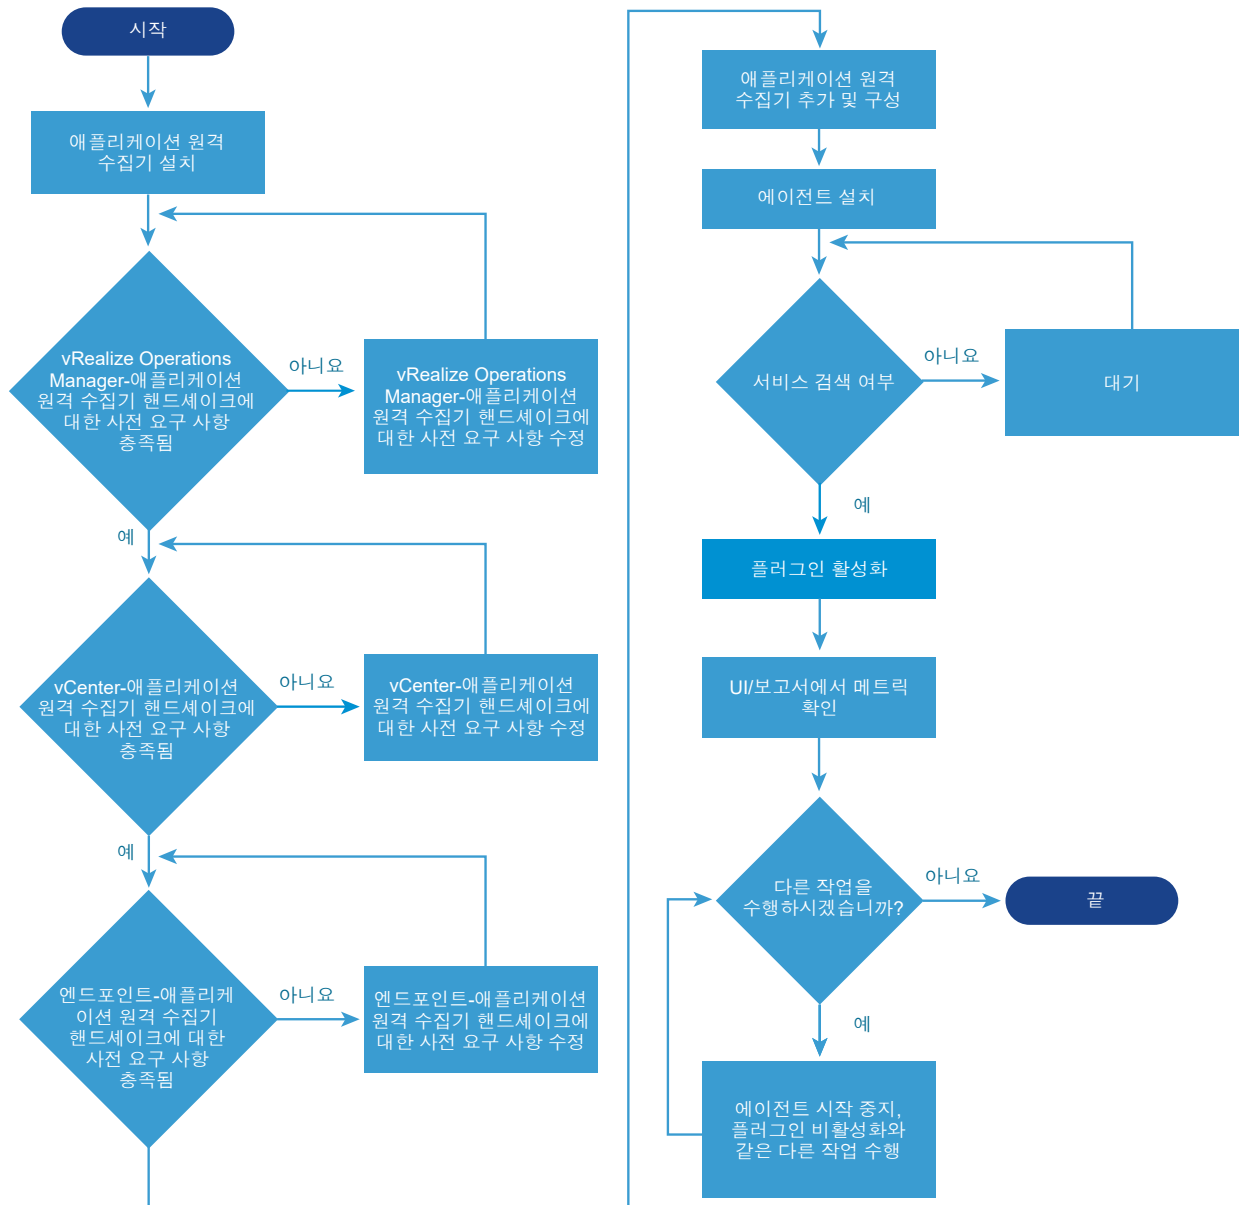 시작
애플리케이션 원격
수집기 설치
vRealize Operations
Manager-애플리케이션
원격 수집기 핸드셰이크에
대한 사전 요구 사항
충족됨
아니요
vRealize Operations
Manager-애플리케이션
원격 수집기 핸드셰이크에
대한 사전 요구 사항 수정
예
vCenter-애플리케이션
원격 수집기 핸드셰이크에
대한 사전 요구 사항
충족됨
아니요
vCenter-애플리케이션
원격 수집기 핸드셰이크에
대한 사전 요구 사항 수정
예
엔드포인트-애플리케
이션 원격 수집기
핸드셰이크에 대한
사전 요구 사항
충족됨
아니요
엔드포인트-애플리케이션
원격 수집기 핸드셰이크에
대한 사전 요구 사항 수정
애플리케이션 원격
수집기 추가 및 구성
에이전트 설치
서비스 검색 여부
아니요
대기
예
플러그인 활성화
UI/보고서에서 메트릭
확인
다른 작업을
수행하시겠습니까?
아니요
끝
예
에이전트 시작 중지,
플러그인 비활성화와
같은 다른 작업 수행